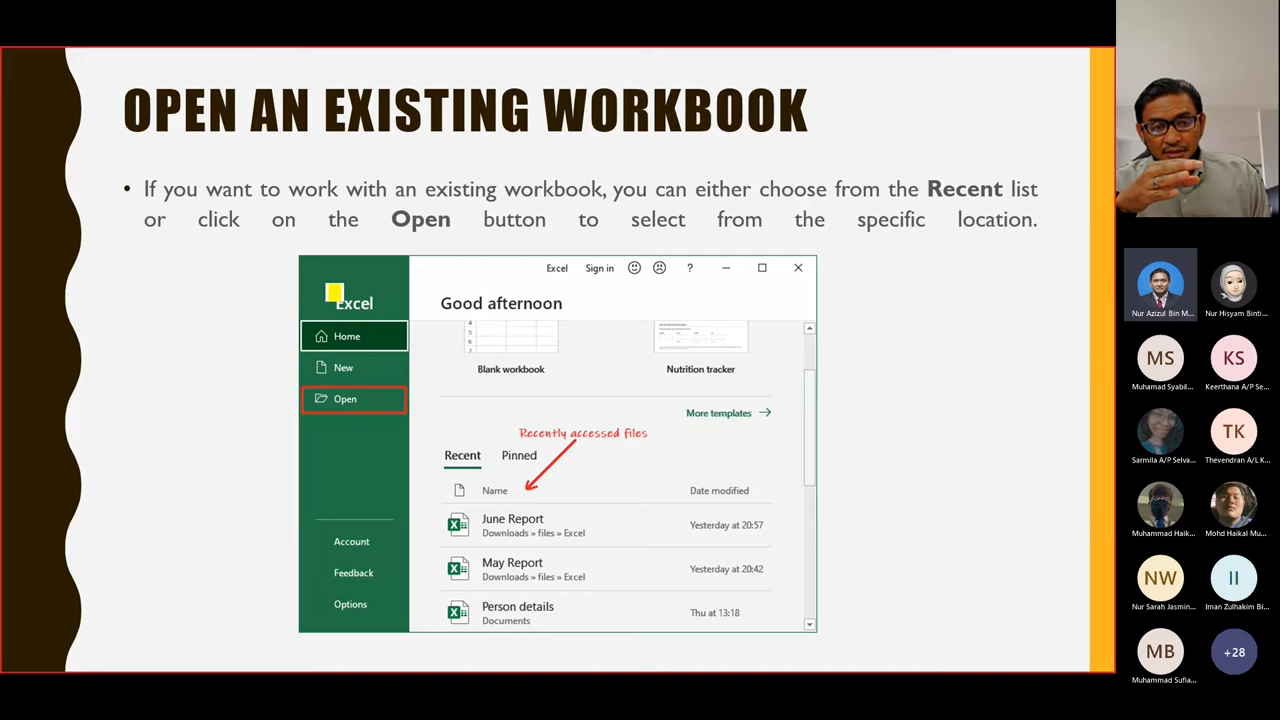 OPEN AN EXISTING WORKBOOK
• If you want to work with an existing workbook, you can either choose from the Recent list
or click on the Open button to select from the specific location.
Excel Sign in ?
Excel
Good afternoon
Home
New
Open
4
5
6
7
Blank workbook
Nutrition tracker
More templates
Recently accessed files
Recent Pinned
Name Date modified
June Report
Downloads » files » Excel
Yesterday at 20:57
May Report
Downloads » files » Excel
Yesterday at 20:42
Person details
Documents
Thu at 13:18
Account
Feedback
Options
Nur Azizul Bin M...
Nur Hisyam Binti...
MS
KS
Muhamad Syabil...
Keerthana A/P Se...
TK
Sarmila A/P Selva...
Thevendran A/L K...
Muhammad Haik...
Mohd Haikal Mu...
NW
II
Nur Sarah Jasmin...
Iman Zulhakim Bi...
MB
+28
Muhammad Sufia...